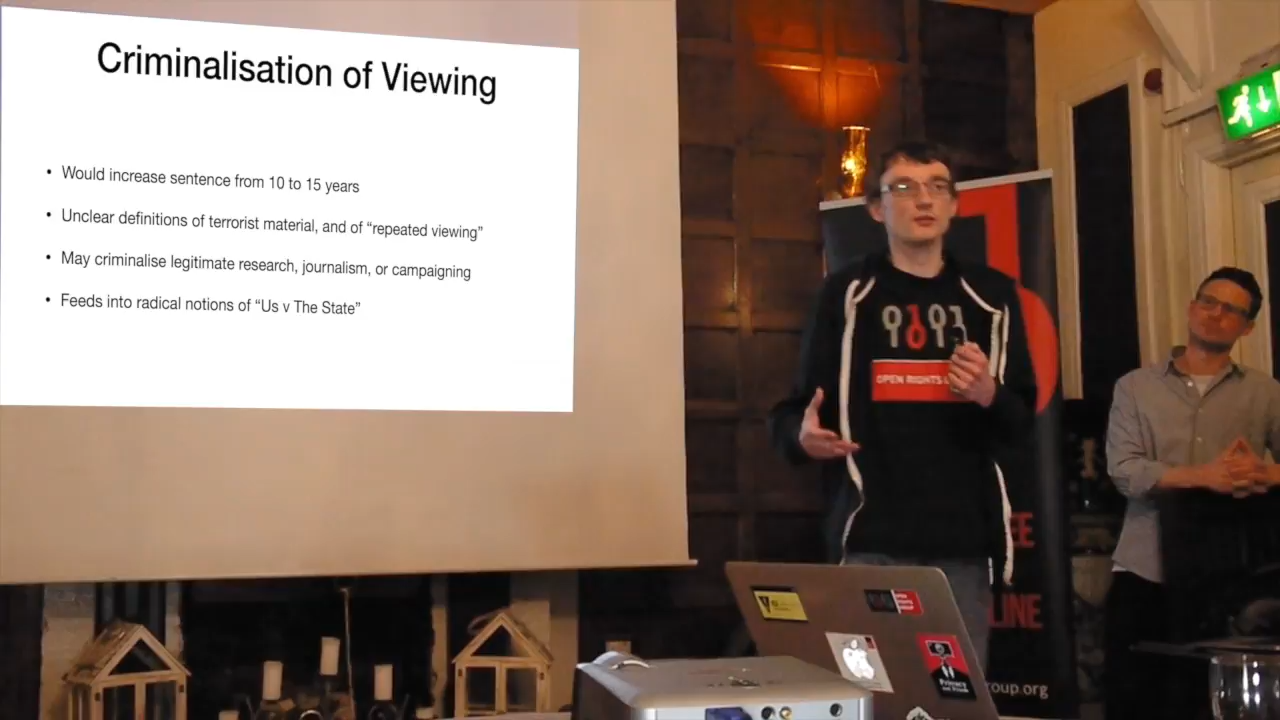 Criminalisation of Viewing
• Would increase sentence from 10 to 15 years
• Unclear definitions of terrorist material, and of “repeated viewing”
• May criminalise legitimate research, journalism, or campaigning
• Feeds into radical notions of “Us v The State”
OPEN RIGHTS
EE
LINE
roup.org
Privacy